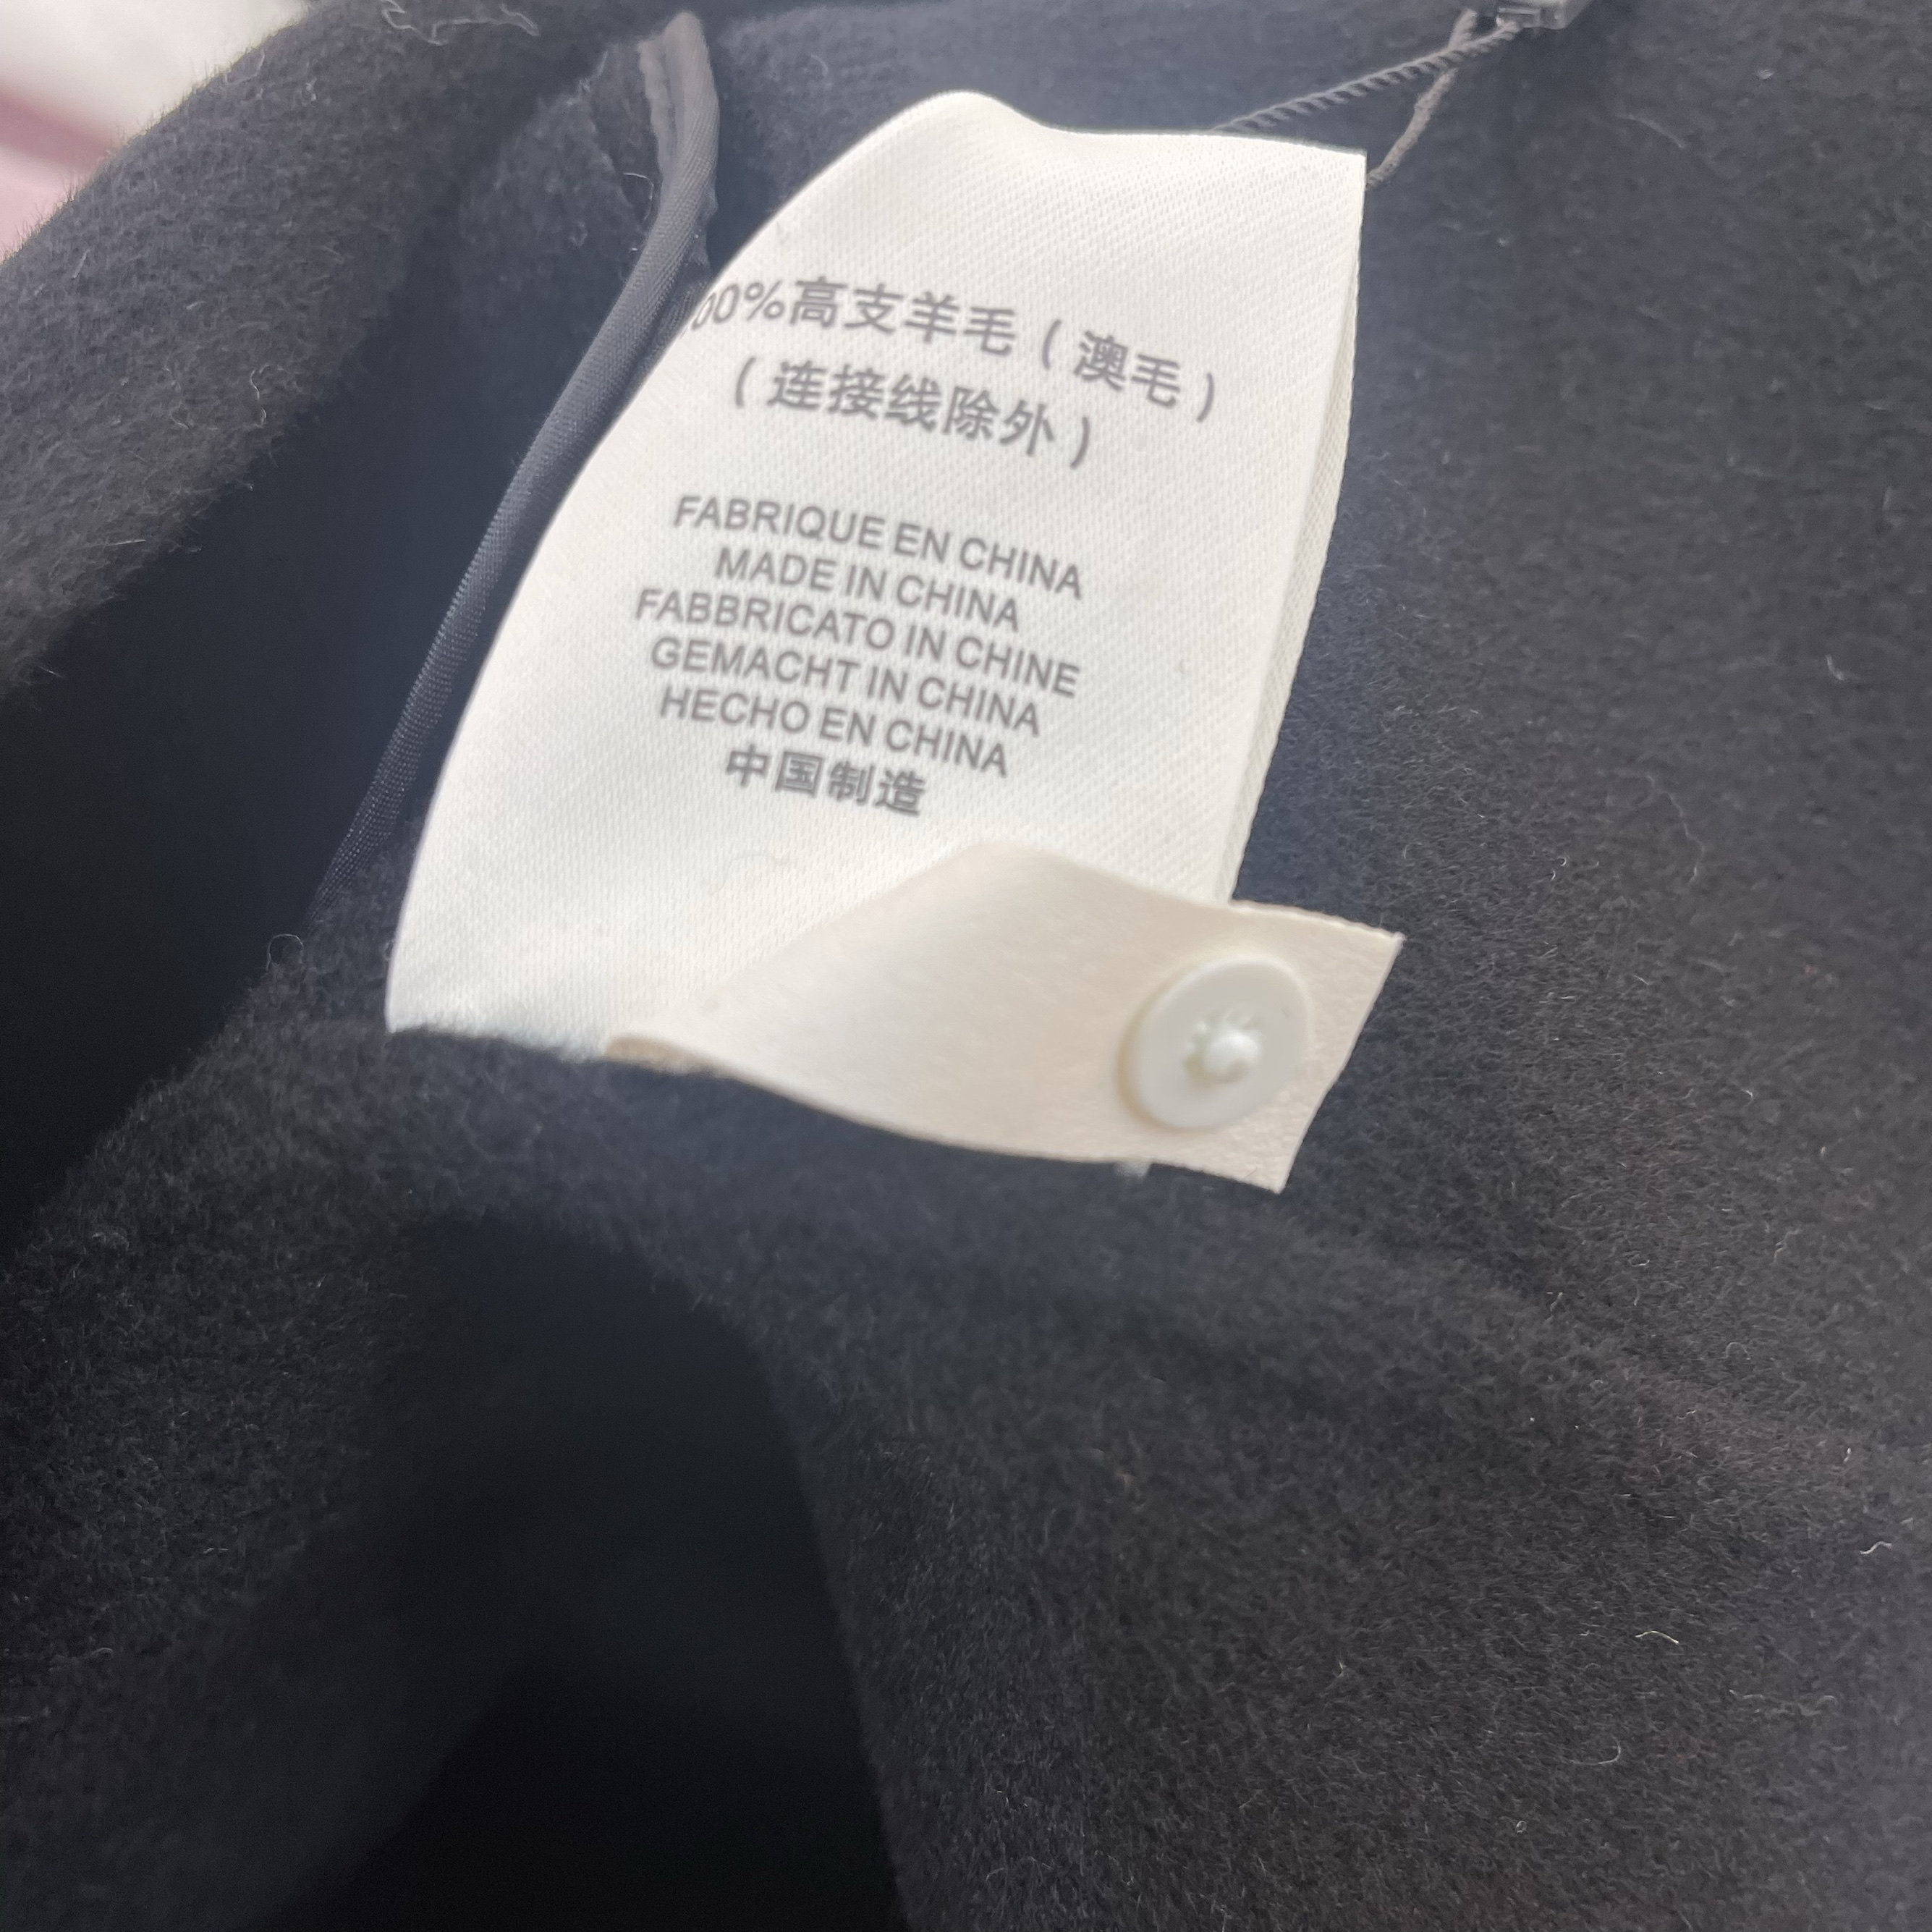 00%高支羊毛（澳毛）
（连接线除外）
FABRIQUE EN CHINA
MADE IN CHINA
FABBRICATO IN CHINE
GEMACHT IN CHINA
HECHO EN CHINA
中国制造